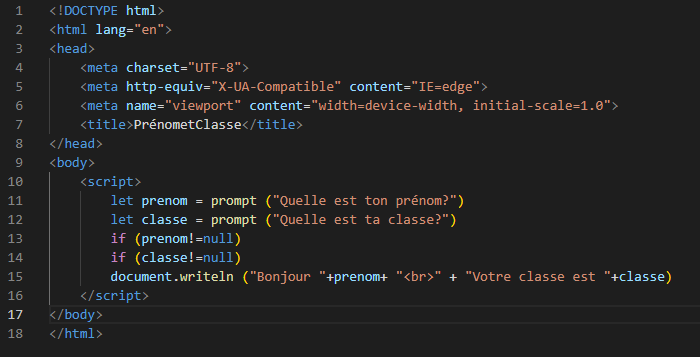 1 <!DOCTYPE html>
2 <html lang="en">
3 <head>
4     <meta charset="UTF-8">
5     <meta http-equiv="X-UA-Compatible" content="IE=edge">
6     <meta name="viewport" content="width=device-width, initial-scale=1.0">
7     <title>PrénometClasse</title>
8 </head>
9 <body>
10     <script>
11         let prenom = prompt ("Quelle est ton prénom?")
12         let classe = prompt ("Quelle est ta classe?")
13         if (prenom!=null)
14         if (classe!=null)
15         document.writeln ("Bonjour "+prenom+ "<br>" + "Votre classe est "+classe)
16     </script>
17 </body>
18 </html>